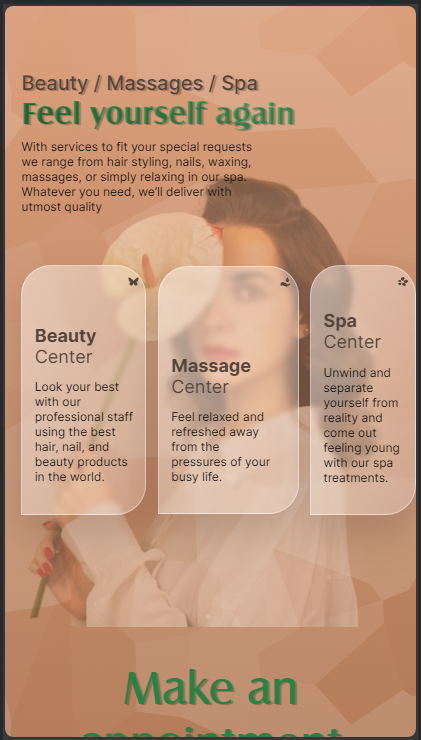 Beauty / Massages / Spa
Feel yourself again
With services to fit your special requests
we range from hair styling, nails, waxing,
massages, or simply relaxing in our spa.
Whatever you need, we'll deliver with
utmost quality
Beauty
Center
Look your best
with our
professional staff
using the best
hair, nail, and
beauty products
in the world.
Massage
Center
Feel relaxed and
refreshed away
from the
pressures of your
busy life.
Spa
Center
Unwind and
separate
yourself from
reality and
come out
feeling young
with our spa
treatments.
Make an
appointment